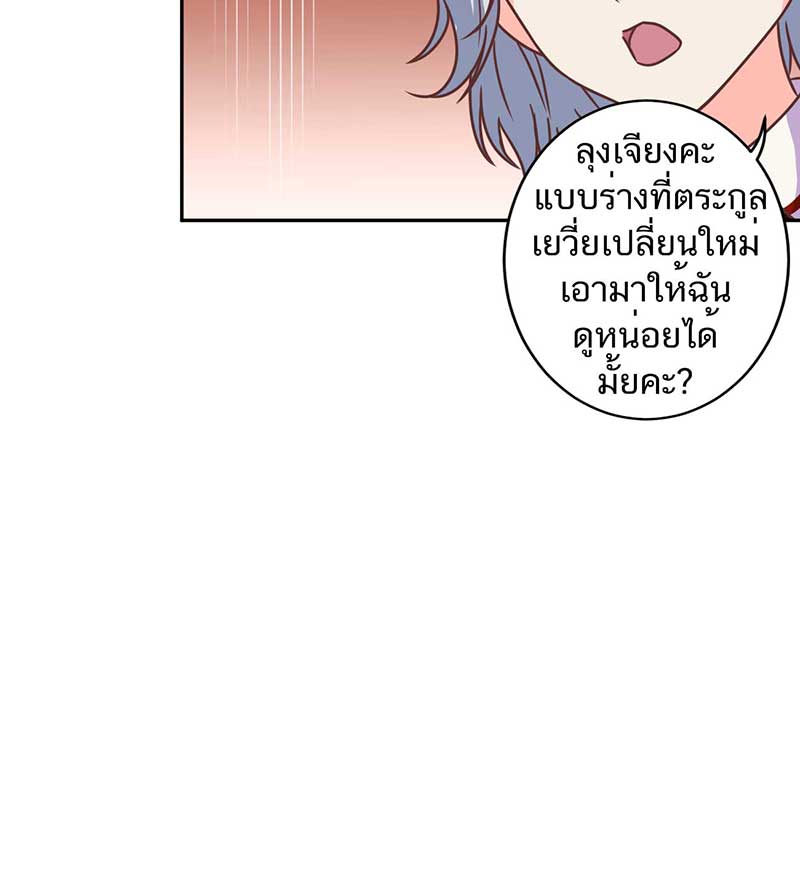 ลุงเจียงคะ
แบบร่างที่ตระกูล
เยวี่ยเปลี่ยนใหม่
เอามาให้ฉัน
ดูหน่อยได้
มั้ยคะ?